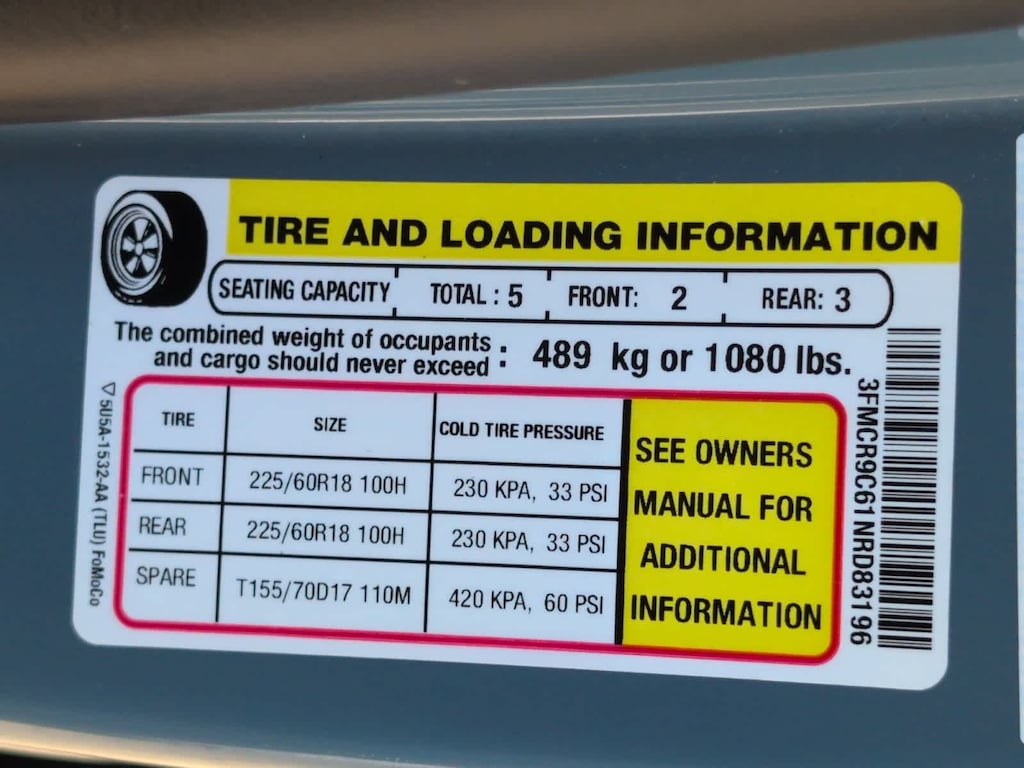 TIRE AND LOADING INFORMATION
SEATING CAPACITY TOTAL : 5 FRONT: 2 REAR: 3
The combined weight of occupants
and cargo should never exceed : 489 kg or 1080 lbs.
TIRE SIZE COLD TIRE PRESSURE
FRONT 225/60R18 100H 230 KPA, 33 PSI
REAR 225/60R18 100H 230 KPA, 33 PSI
SPARE T155/70D17 110M 420 KPA, 60 PSI
SEE OWNERS
MANUAL FOR
ADDITIONAL
INFORMATION
5U5A-1532-AA (TLU) FoMoCo
3FMCR9C61NRD83196